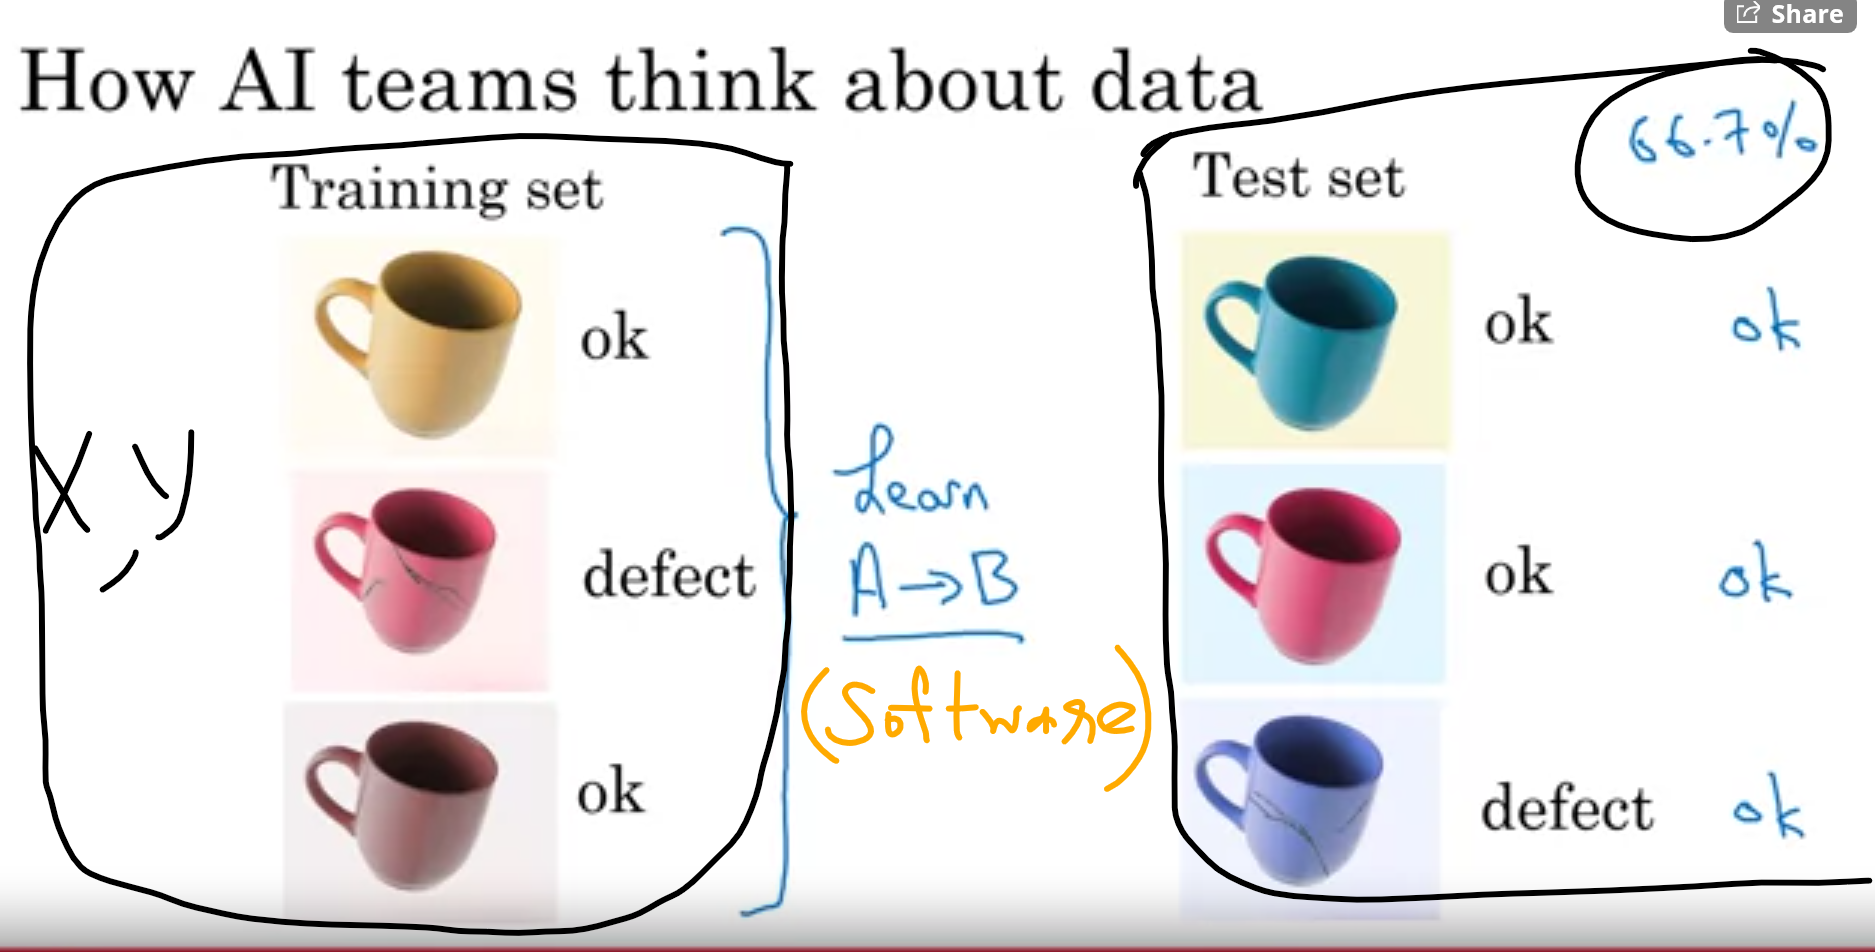 Share
How AI teams think about data
Training set
ok
defect
ok
X, y
Learn
A → B
(Software)
Test set
66.7%
ok ok
ok ok
defect ok